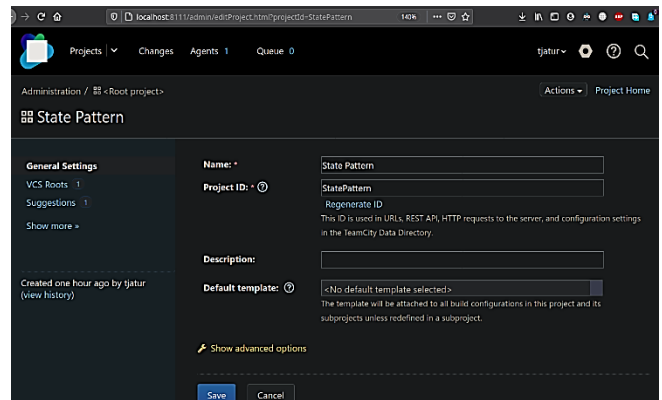 localhost:8111/admin/editProject.html?projectId=StatePattern
140%
Projects
Changes
Agents 1
Queue 0
tjatur
Administration / <Root project>
Actions
Project Home
State Pattern
General Settings
VCS Roots 1
Suggestions 1
Show more »
Created one hour ago by tjatur
(view history)
Name: *
State Pattern
Project ID: *
StatePattern
Regenerate ID
This ID is used in URLs, REST API, HTTP requests to the server, and configuration settings
in the TeamCity Data Directory.
Description:
Default template:
<No default template selected>
The template will be attached to all build configurations in this project and its
subprojects unless redefined in a subproject.
Show advanced options
Save
Cancel